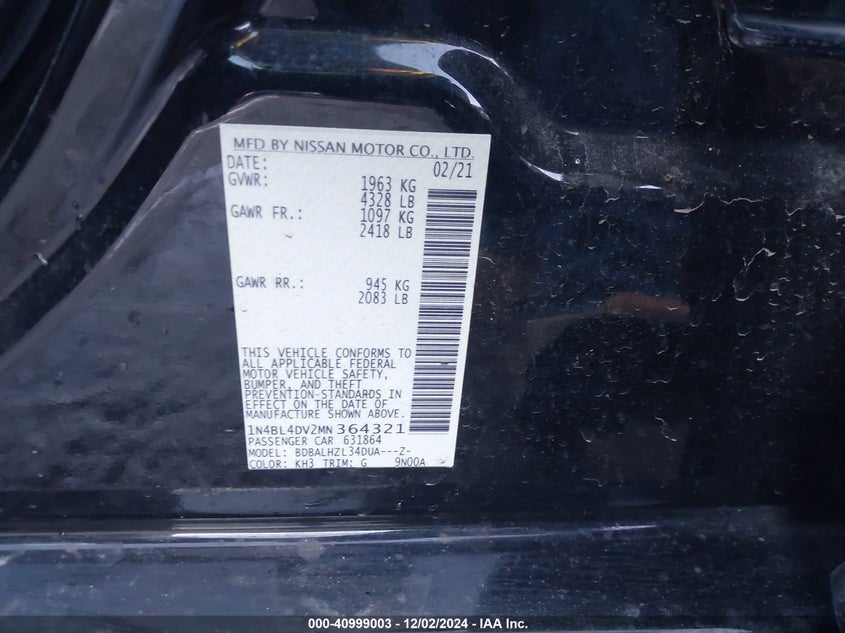 MFD BY NISSAN MOTOR CO., LTD.
DATE: 02/21
GVWR: 1963 KG
4328 LB
GAWR FR.: 1097 KG
2418 LB
GAWR RR.: 945 KG
2083 LB
THIS VEHICLE CONFORMS TO
ALL APPLICABLE FEDERAL
MOTOR VEHICLE SAFETY,
BUMPER, AND THEFT
PREVENTION-STANDARDS IN
EFFECT ON THE DATE OF
MANUFACTURE SHOWN ABOVE.
1N4BL4DV2MN 364321
PASSENGER CAR 631864
MODEL: BDBALHZL34DUA---Z-
COLOR: KH3 TRIM: G 9N00A
000-40999003 - 12/02/2024 - IAA Inc.